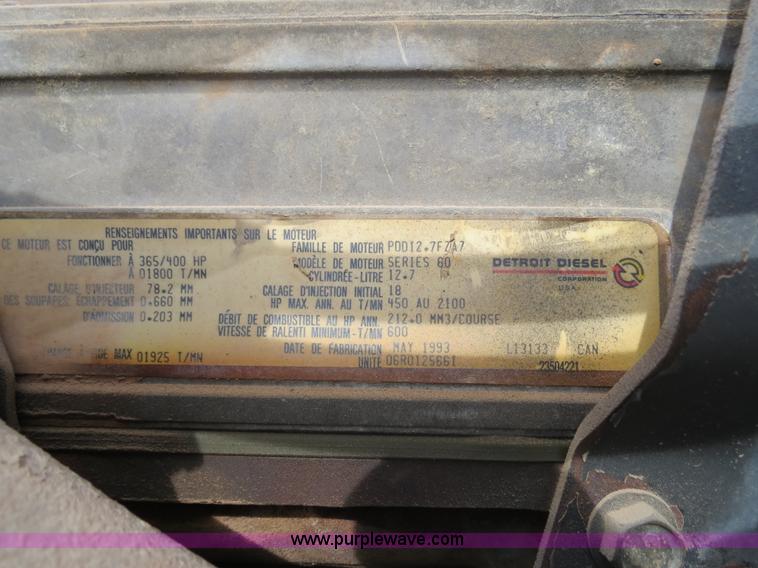 RENSEIGNEMENTS IMPORTANTS SUR LE MOTEUR
CE MOTEUR EST CONÇU POUR
FONCTIONNER À 365/400 HP
À 01800 T/MN
CALAGE D'INJECTEUR 78.2 MM
DES SOUPAPES: ÉCHAPPEMENT 0.660 MM
D'ADMISSION 0.203 MM
MAX 01925 T/MN
FAMILLE DE MOTEUR PDD12.7FZA7
MODÈLE DE MOTEUR SERIES 60
CYLINDRÉE-LITRE 12.7
CALAGE D'INJECTION INITIAL 18
HP MAX. ANN. AU T/MN 450 AU 2100
DÉBIT DE COMBUSTIBLE AU HP ANN. 212.0 MM3/COURSE
VITESSE DE RALENTI MINIMUM-T/MN 600
DATE DE FABRICATION MAY 1993
UNITÉ 06R0125661
DETROIT DIESEL
CORPORATION
U.S.A.
L13133 CAN
23504221
www.purplewave.com